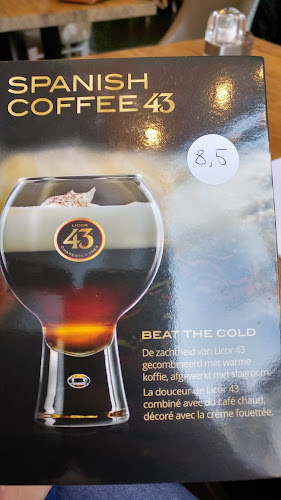 SPANISH
COFFEE 43
8,5
LICOR
43
BEAT THE COLD
De zachtheid van Licor 43
gecombineerd met warme
koffie, afgewerkt met slagroom.
La douceur de Licor 43
combiné avec du café chaud,
décoré avec la crème fouettée.